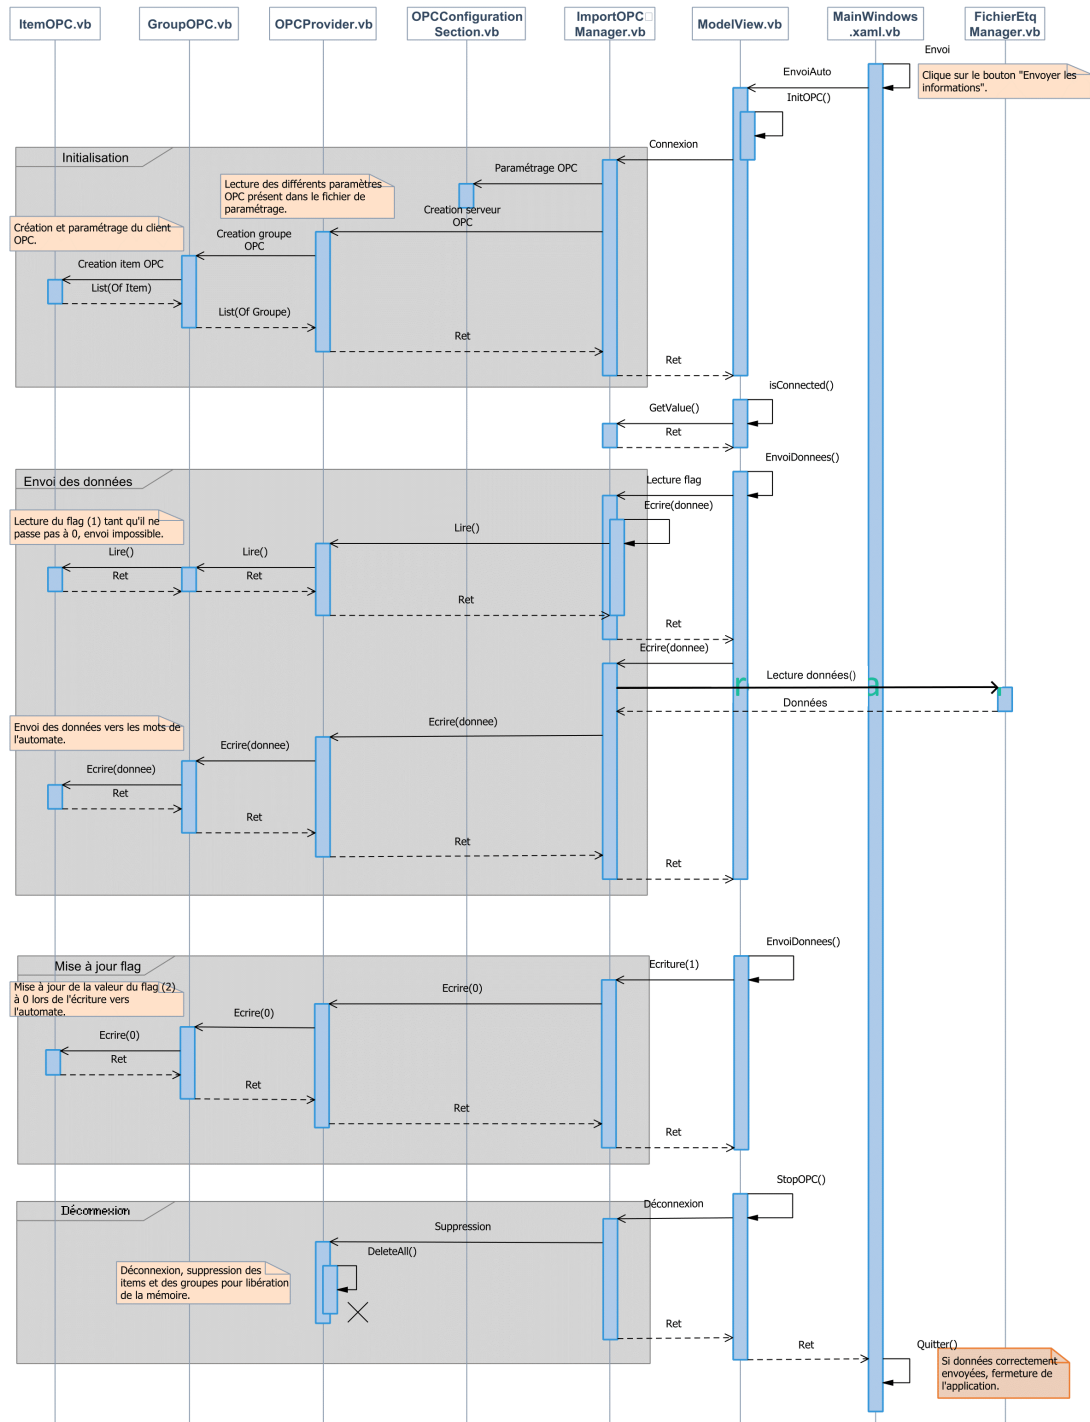 ItemOPC.vb
GroupOPC.vb
OPCProvider.vb
OPCConfiguration
Section.vb
ImportOPC
Manager.vb
ModelView.vb
MainWindows
.xaml.vb
FichierEtq
Manager.vb
Envoi
Clique sur le bouton "Envoyer les
informations".
EnvoiAuto
InitOPC()
Connexion
Initialisation
Paramétrage OPC
Lecture des différents paramètres
OPC présent dans le fichier de
paramétrage.
Creation serveur
OPC
Création et paramétrage du client
OPC.
Creation groupe
OPC
Creation item OPC
List(Of Item)
List(Of Groupe)
Ret
Ret
isConnected()
GetValue()
Ret
EnvoiDonnees()
Envoi des données
Lecture flag
Ecrire(donnee)
Lecture du flag (1) tant qu'il ne
passe pas à 0, envoi impossible.
Lire()
Lire()
Lire()
Ret
Ret
Ret
Ret
Ecrire(donnee)
Lecture données()
Données
Envoi des données vers les mots de
l'automate.
Ecrire(donnee)
Ecrire(donnee)
Ecrire(donnee)
Ret
Ret
Ret
Ret
EnvoiDonnees()
Mise à jour flag
Ecriture(1)
Mise à jour de la valeur du flag (2)
à 0 lors de l'écriture vers
l'automate.
Ecrire(0)
Ecrire(0)
Ecrire(0)
Ret
Ret
Ret
Ret
StopOPC()
Déconnexion
Déconnexion
Suppression
DeleteAll()
Déconnexion, suppression des
items et des groupes pour libération
de la mémoire.
Ret
Ret
Quitter()
Si données correctement
envoyées, fermeture de
l'application.